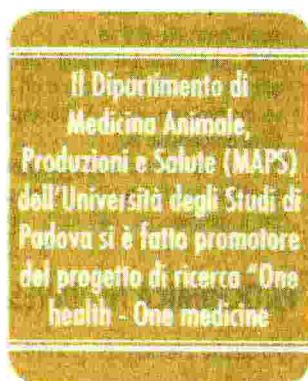 Il Dipartimento di
Medicina Animale,
Produzioni e Salute (MAPS)
dell'Università degli Studi di
Padova si è fatto promotore
del progetto di ricerca "One
health - One medicine